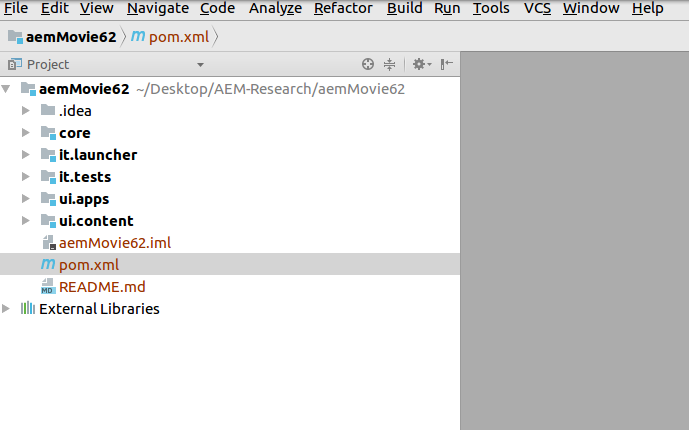 File Edit View Navigate Code Analyze Refactor Build Run Tools VCS Window Help
aemMovie62 m pom.xml
Project
aemMovie62 ~/Desktop/AEM-Research/aemMovie62
.idea
core
it.launcher
it.tests
ui.apps
ui.content
aemMovie62.iml
m pom.xml
MD README.md
External Libraries